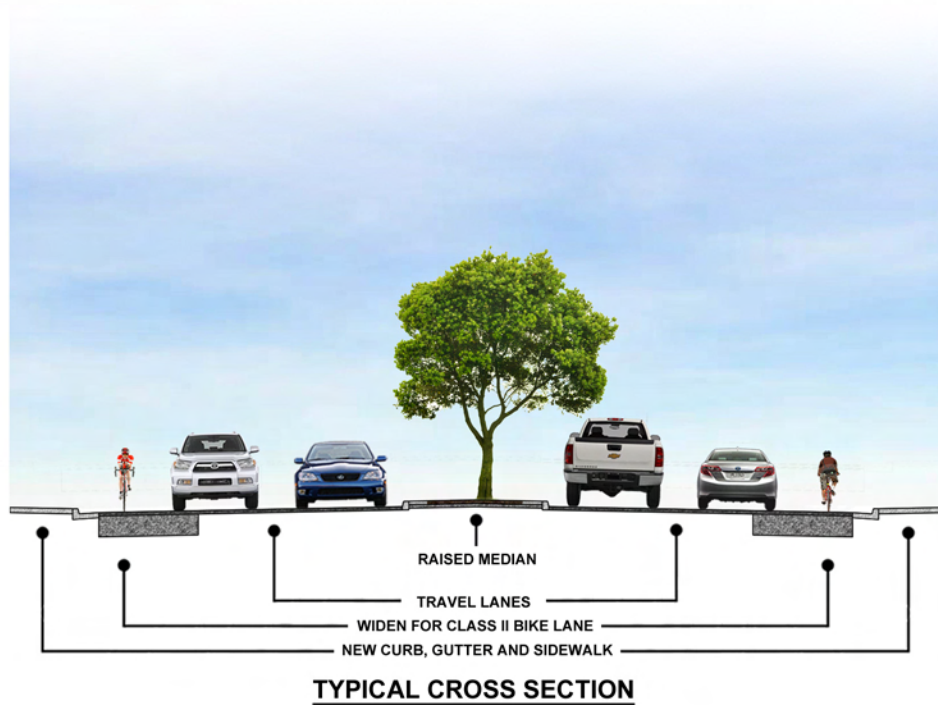 RAISED MEDIAN
TRAVEL LANES
WIDEN FOR CLASS II BIKE LANE
NEW CURB, GUTTER AND SIDEWALK
TYPICAL CROSS SECTION